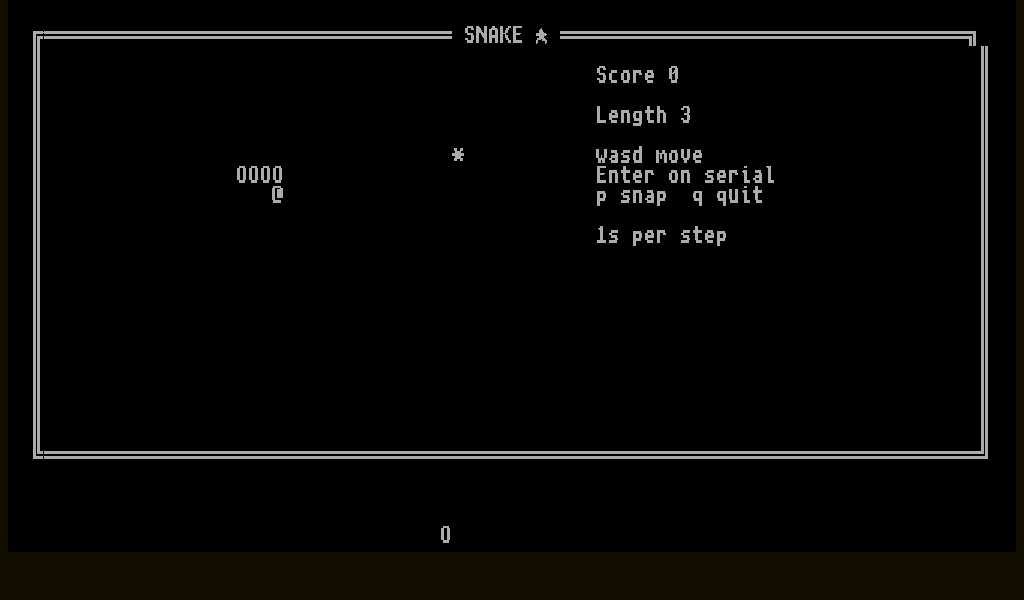 SNAKE
Score 0
Length 3
*
wasd move
OOOO
Enter on serial
@
p snap q quit
1s per step
O